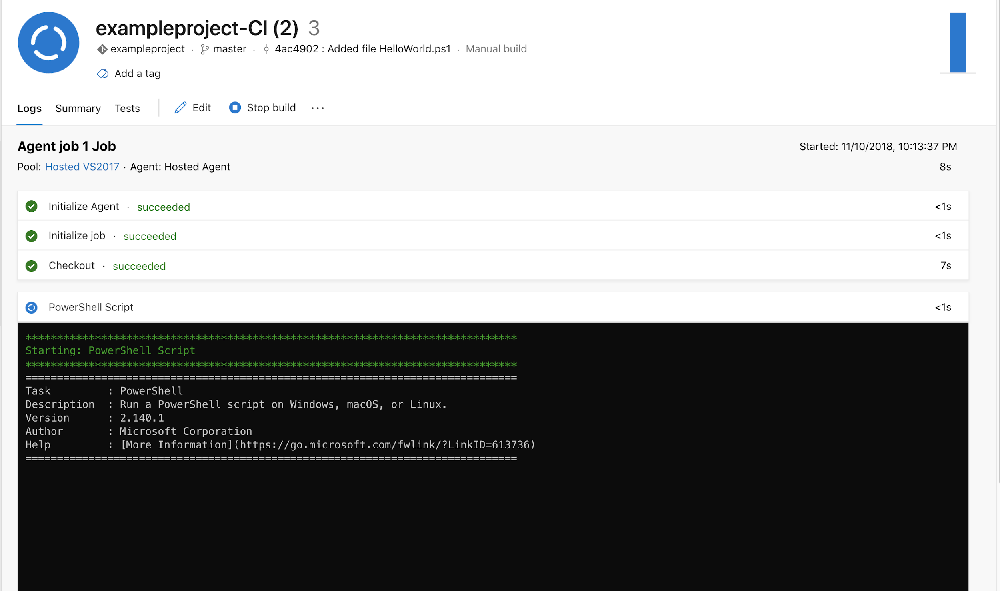 exampleproject-CI (2) 3
exampleproject · master · 4ac4902 : Added file HelloWorld.ps1 · Manual build
Add a tag
Logs Summary Tests Edit Stop build ...
Agent job 1 Job Started: 11/10/2018, 10:13:37 PM
Pool: Hosted VS2017 · Agent: Hosted Agent 8s
Initialize Agent · succeeded <1s
Initialize job · succeeded <1s
Checkout · succeeded 7s
PowerShell Script <1s
******************************************************************************
Starting: PowerShell Script
******************************************************************************
==============================================================================
Task         : PowerShell
Description  : Run a PowerShell script on Windows, macOS, or Linux.
Version      : 2.140.1
Author       : Microsoft Corporation
Help         : [More Information](https://go.microsoft.com/fwlink/?LinkID=613736)
==============================================================================